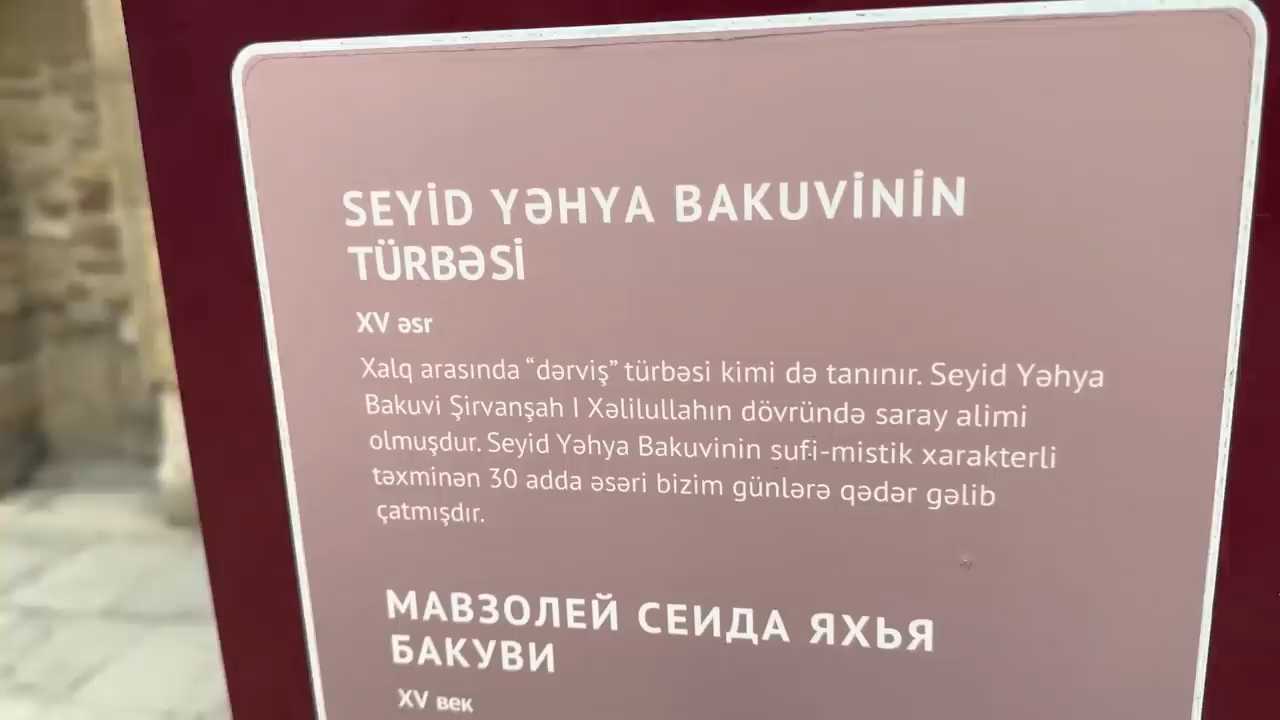 SEYİD YƏHYA BAKUVİNİN
TÜRBƏSİ
XV əsr
Xalq arasında “dərviş” türbəsi kimi də tanınır. Seyid Yəhya
Bakuvi Şirvanşah I Xəlilullahın dövründə saray alimi
olmuşdur. Seyid Yəhya Bakuvinin sufi-mistik xarakterli
təxminən 30 adda əsəri bizim günlərə qədər gəlib
çatmışdır.
МАВЗОЛЕЙ СЕИДА ЯХЬЯ
БАКУВИ
XV век